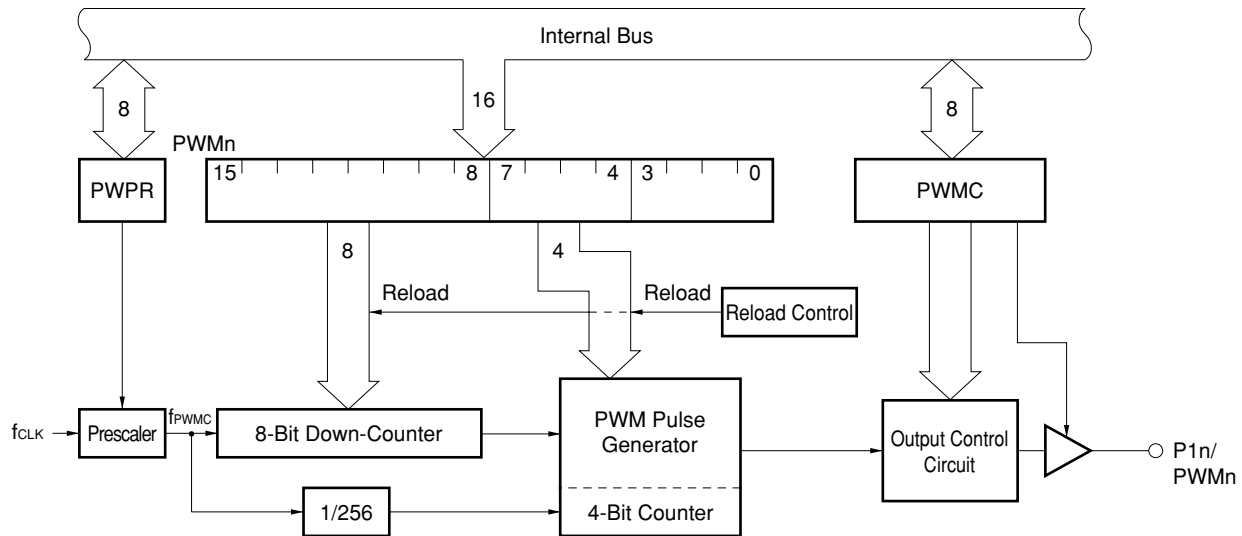 Internal Bus
8
16
8
PWMn
15 8 7 4 3 0
PWPR
PWMC
8
4
Reload
Reload
Reload Control
fCLK
Prescaler
fPWMC
8-Bit Down-Counter
PWM Pulse
Generator
Output Control
Circuit
P1n/
PWMn
1/256
4-Bit Counter